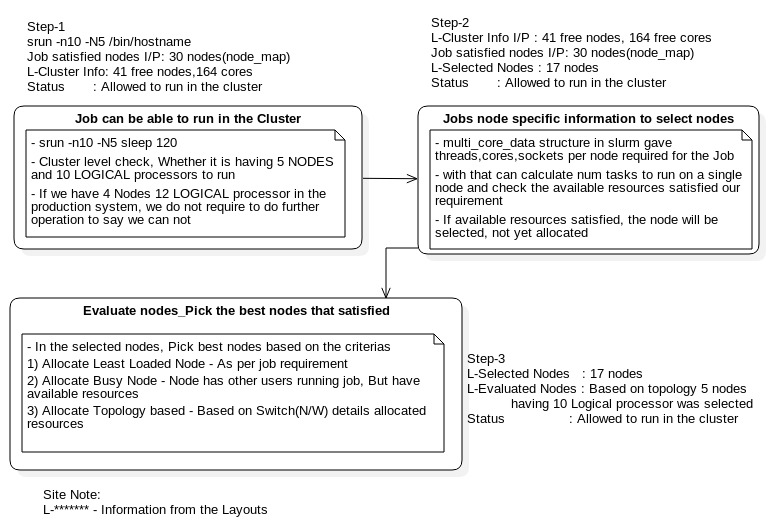 Step-1
srun -n10 -N5 /bin/hostname
Job satisfied nodes I/P: 30 nodes(node_map)
L-Cluster Info: 41 free nodes,164 cores
Status : Allowed to run in the cluster
Step-2
L-Cluster Info I/P : 41 free nodes, 164 free cores
Job satisfied nodes I/P: 30 nodes(node_map)
L-Selected Nodes : 17 nodes
Status : Allowed to run in the cluster
Job can be able to run in the Cluster
- srun -n10 -N5 sleep 120
- Cluster level check, Whether it is having 5 NODES
and 10 LOGICAL processors to run
- If we have 4 Nodes 12 LOGICAL processor in the
production system, we do not require to do further
operation to say we can not
Jobs node specific information to select nodes
- multi_core_data structure in slurm gave
threads,cores,sockets per node required for the Job
- with that can calculate num tasks to run on a single
node and check the available resources satisfied our
requirement
- If available resources satisfied, the node will be
selected, not yet allocated
Evaluate nodes_Pick the best nodes that satisfied
- In the selected nodes, Pick best nodes based on the criterias
1) Allocate Least Loaded Node - As per job requirement
2) Allocate Busy Node - Node has other users running job, But have
available resources
3) Allocate Topology based - Based on Switch(N/W) details allocated
resources
Step-3
L-Selected Nodes : 17 nodes
L-Evaluated Nodes : Based on topology 5 nodes
having 10 Logical processor was selected
Status : Allowed to run in the cluster
Site Note:
L-******* - Information from the Layouts